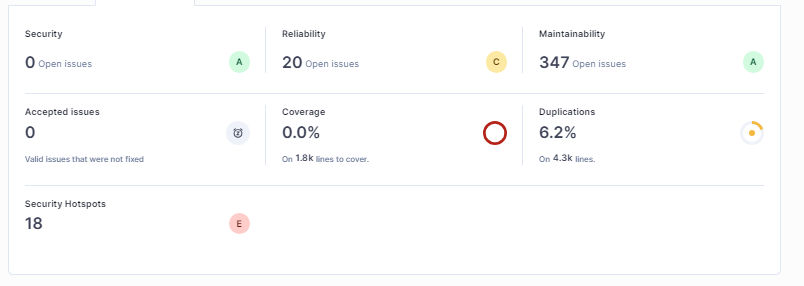 Security
0 Open issues
A
Reliability
20 Open issues
C
Maintainability
347 Open issues
A
Accepted issues
0
Valid issues that were not fixed
Coverage
0.0%
On 1.8k lines to cover.
Duplications
6.2%
On 4.3k lines.
Security Hotspots
18
E